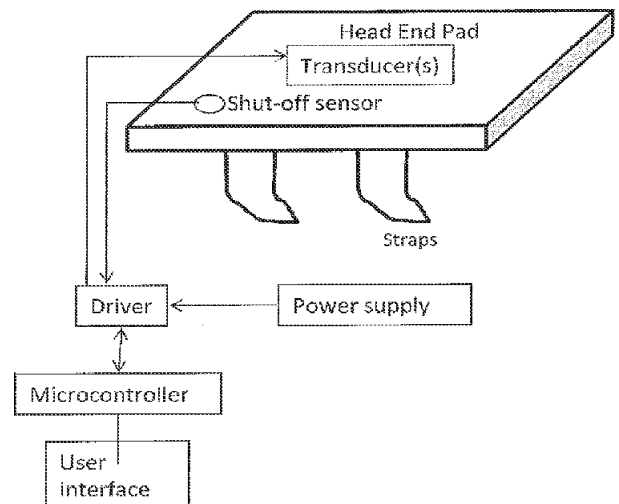 Head End Pad
Transducer(s)
Shut-off sensor
Straps
Driver
Power supply
Microcontroller
User
interface